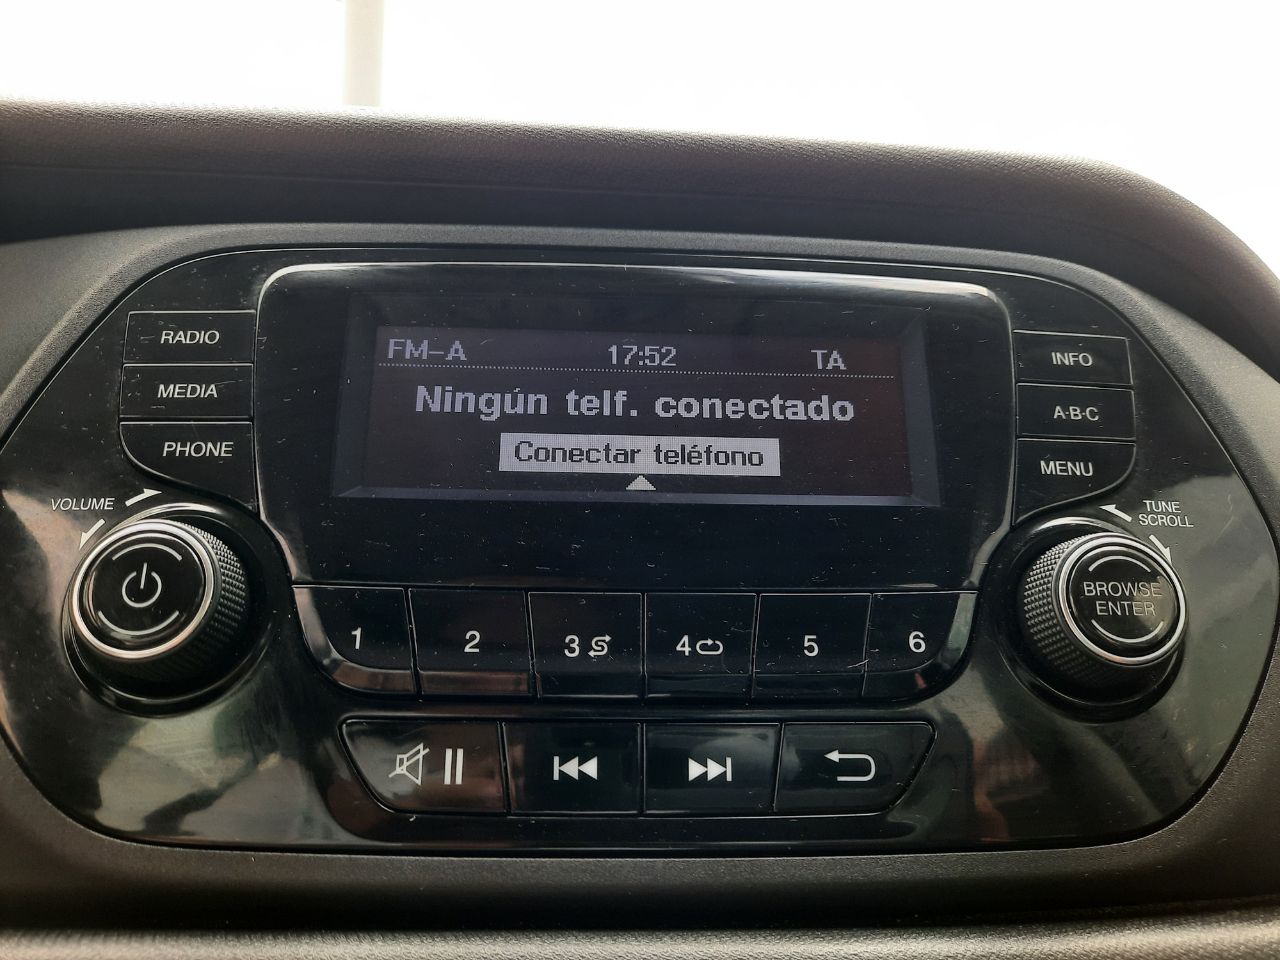 RADIO
MEDIA
PHONE
VOLUME
FM-A 17:52 TA
Ningún telf. conectado
Conectar teléfono
INFO
A·B·C
MENU
TUNE
SCROLL
BROWSE
ENTER
1 2 3 4 5 6